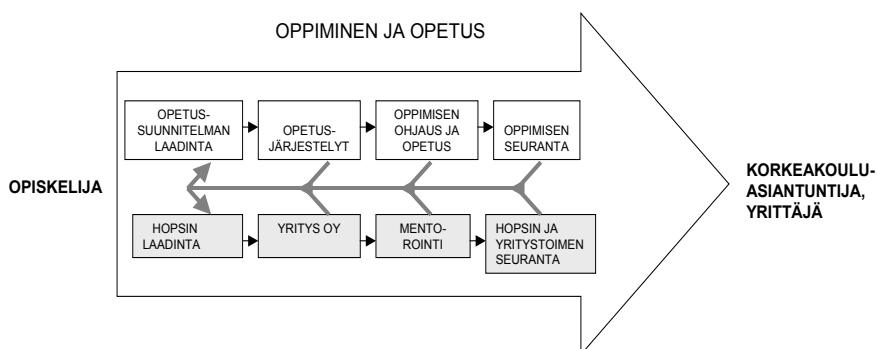 OPPIMINEN JA OPETUS
OPETUS-
SUUNNITELMAN
LAADINTA
OPETUS-
JÄRJESTELYT
OPPIMISEN
OHJAUS JA
OPETUS
OPPIMISEN
SEURANTA
OPISKELIJA
KORKEAKOULU-
ASIANTUNTIJA,
YRITTÄJÄ
HOPSIN
LAADINTA
YRITYS OY
MENTO-
ROINTI
HOPSIN JA
YRITYSTOIMEN
SEURANTA